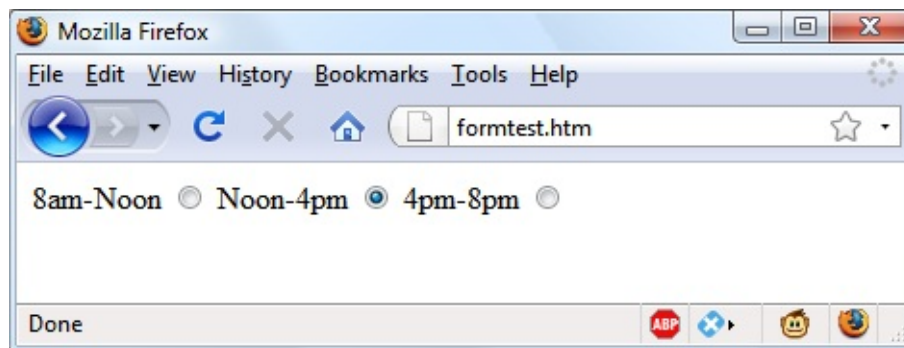 Mozilla Firefox
File Edit View History Bookmarks Tools Help
formtest.htm
8am-Noon Noon-4pm 4pm-8pm
Done ABP